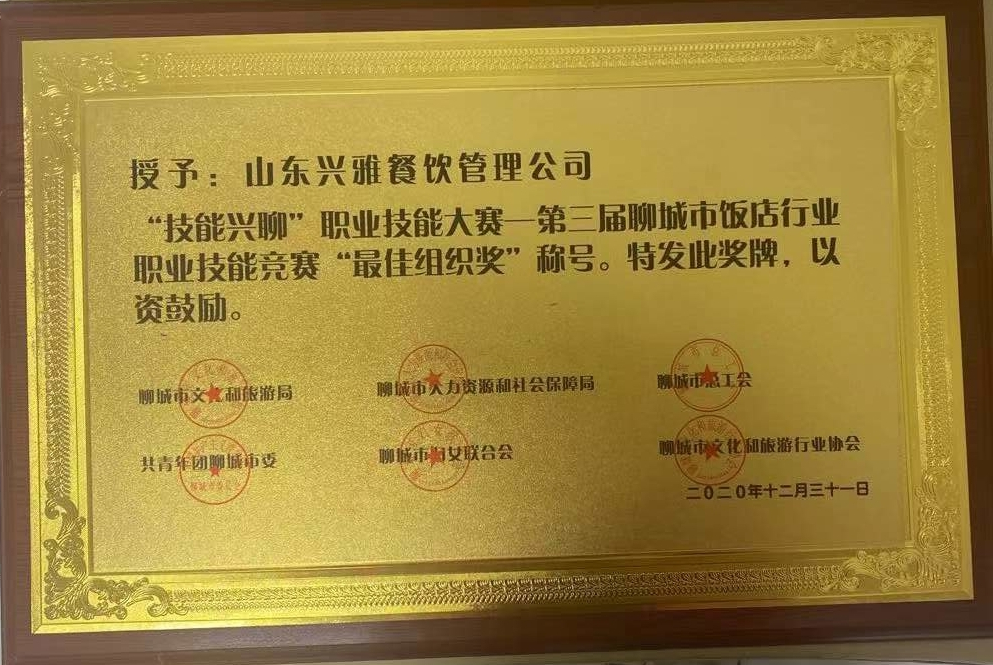 授予：山东兴雅餐饮管理公司
“技能兴聊”职业技能大赛—第三届聊城市饭店行业
职业技能竞赛“最佳组织奖”称号。特发此奖牌，以
资鼓励。
聊城市文化和旅游局 聊城市人力资源和社会保障局 聊城市总工会
共青年团聊城市委 聊城市妇女联合会 聊城市文化和旅游行业协会
二〇二〇年十二月三十一日